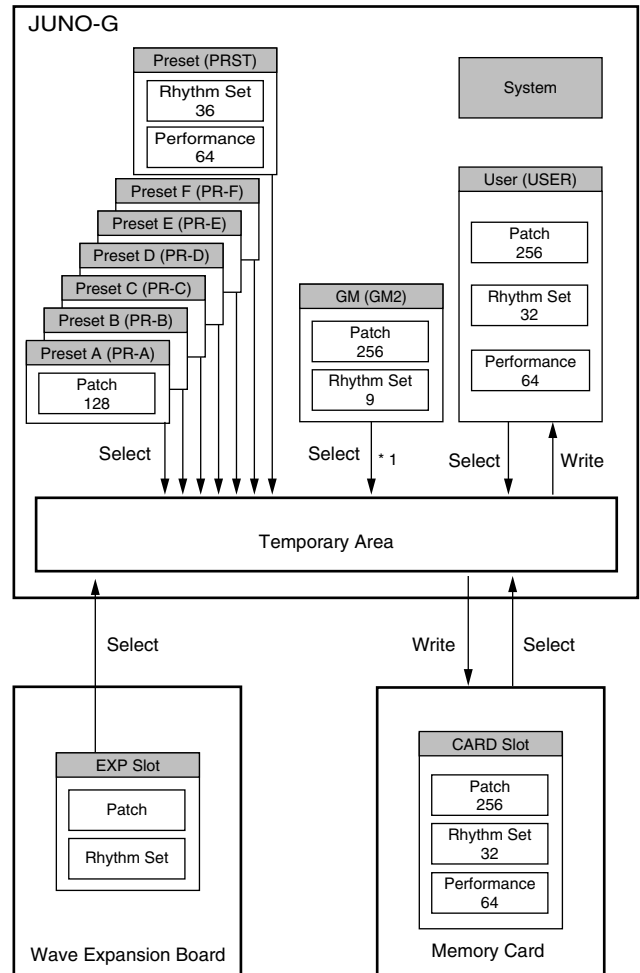 JUNO-G
Preset (PRST)
Rhythm Set
36
Performance
64
Preset F (PR-F)
Preset E (PR-E)
Preset D (PR-D)
Preset C (PR-C)
Preset B (PR-B)
Preset A (PR-A)
Patch
128
System
User (USER)
Patch
256
Rhythm Set
32
Performance
64
GM (GM2)
Patch
256
Rhythm Set
9
Select
Select
* 1
Select
Write
Temporary Area
Select
Write
Select
EXP Slot
Patch
Rhythm Set
Wave Expansion Board
CARD Slot
Patch
256
Rhythm Set
32
Performance
64
Memory Card